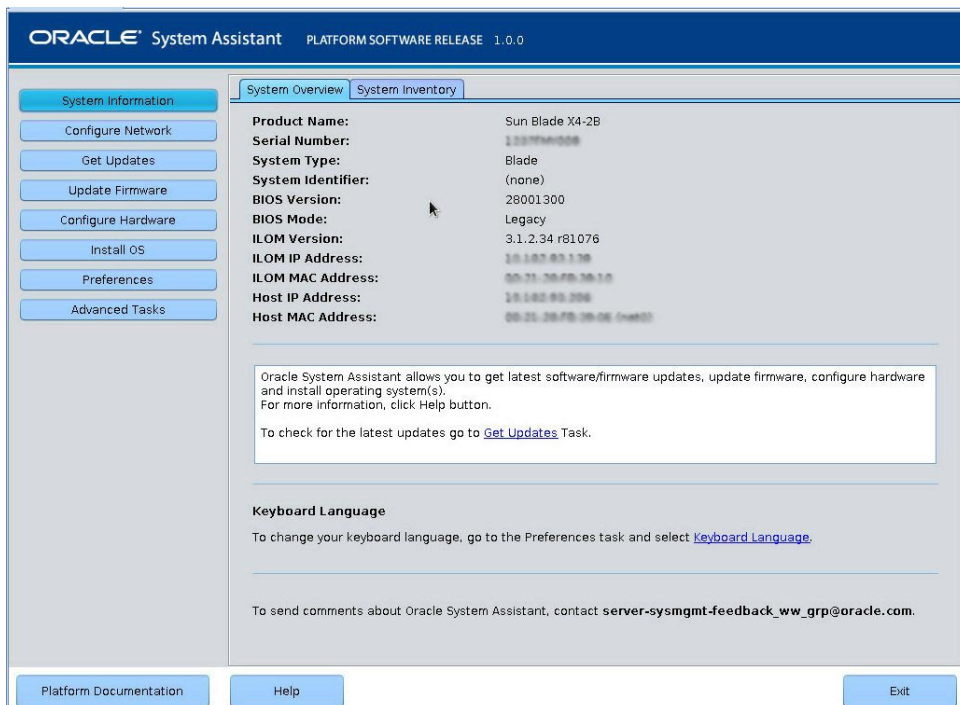 ORACLE System Assistant PLATFORM SOFTWARE RELEASE 1.0.0
System Information
Configure Network
Get Updates
Update Firmware
Configure Hardware
Install OS
Preferences
Advanced Tasks
System Overview System Inventory
Product Name: Sun Blade X4-2B
Serial Number:
System Type: Blade
System Identifier: (none)
BIOS Version: 28001300
BIOS Mode: Legacy
ILOM Version: 3.1.2.34 r81076
ILOM IP Address:
ILOM MAC Address:
Host IP Address:
Host MAC Address:
Oracle System Assistant allows you to get latest software/firmware updates, update firmware, configure hardware
and install operating system(s).
For more information, click Help button.
To check for the latest updates go to Get Updates Task.
Keyboard Language
To change your keyboard language, go to the Preferences task and select Keyboard Language.
To send comments about Oracle System Assistant, contact server-sysmgmt-feedback_ww_grp@oracle.com.
Platform Documentation Help Exit